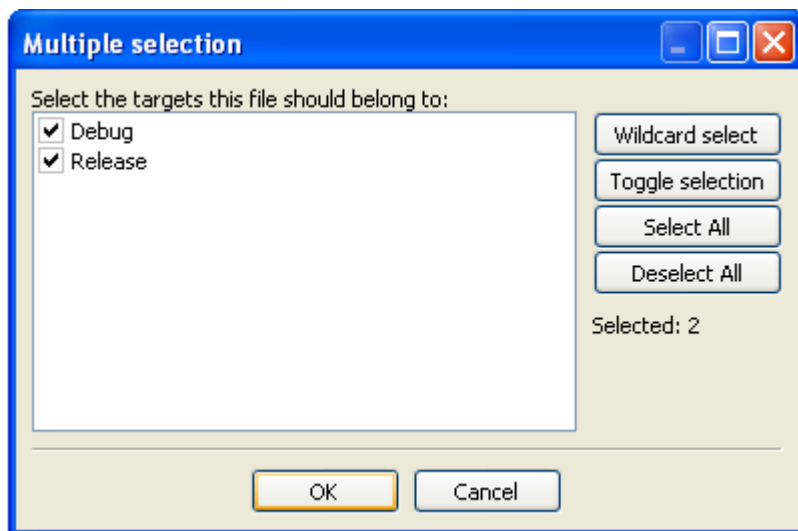 Multiple selection
Select the targets this file should belong to:
Debug
Release
Wildcard select
Toggle selection
Select All
Deselect All
Selected: 2
OK
Cancel